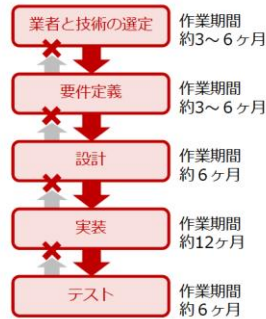 業者と技術の選定
作業期間
約3～６ヶ月
要件定義
作業期間
約3～６ヶ月
設計
作業期間
約６ヶ月
実装
作業期間
約12ヶ月
テスト
作業期間
約６ヶ月